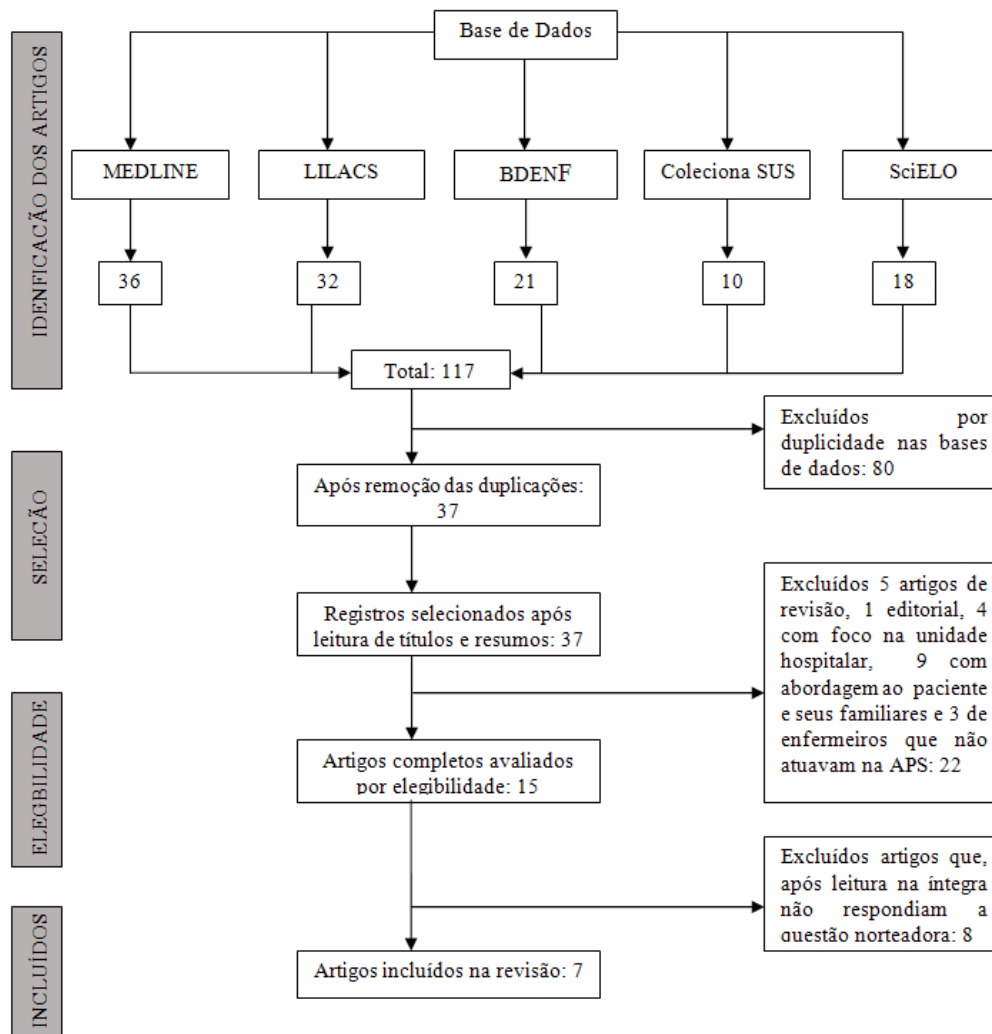 Base de Dados
IDENFICAÇÃO DOS ARTIGOS
MEDLINE
LILACS
BDENF
Coleciona SUS
SciELO
36
32
21
10
18
Total: 117
Excluídos por
duplicidade nas bases
de dados: 80
SELEÇÃO
Após remoção das duplicações:
37
Registros selecionados após
leitura de títulos e resumos: 37
Excluídos 5 artigos de
revisão, 1 editorial, 4
com foco na unidade
hospitalar, 9 com
abordagem ao paciente
e seus familiares e 3 de
enfermeiros que não
atuavam na APS: 22
ELEGBILIDADE
Artigos completos avaliados
por elegibilidade: 15
Excluídos artigos que,
após leitura na íntegra
não respondiam a
questão norteadora: 8
INCLUÍDOS
Artigos incluídos na revisão: 7